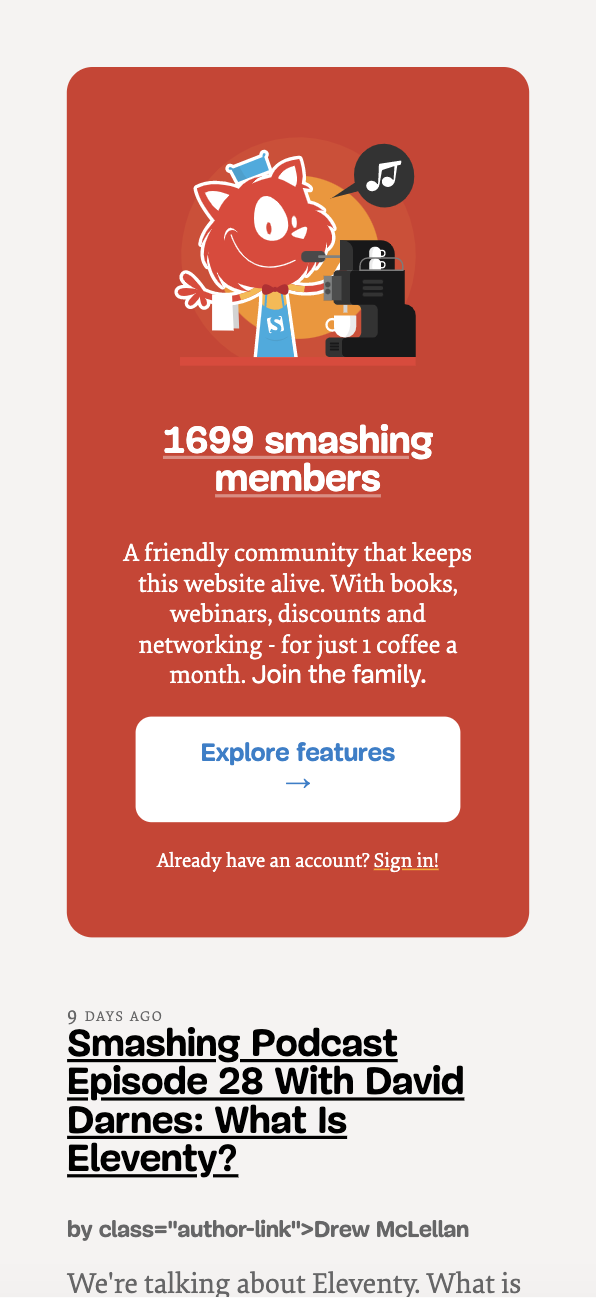 1699 smashing
members
A friendly community that keeps
this website alive. With books,
webinars, discounts and
networking - for just 1 coffee a
month. Join the family.
Explore features
→
Already have an account? Sign in!
9 DAYS AGO
Smashing Podcast
Episode 28 With David
Darnes: What Is
Eleventy?
by class="author-link">Drew McLellan
We're talking about Eleventy. What is